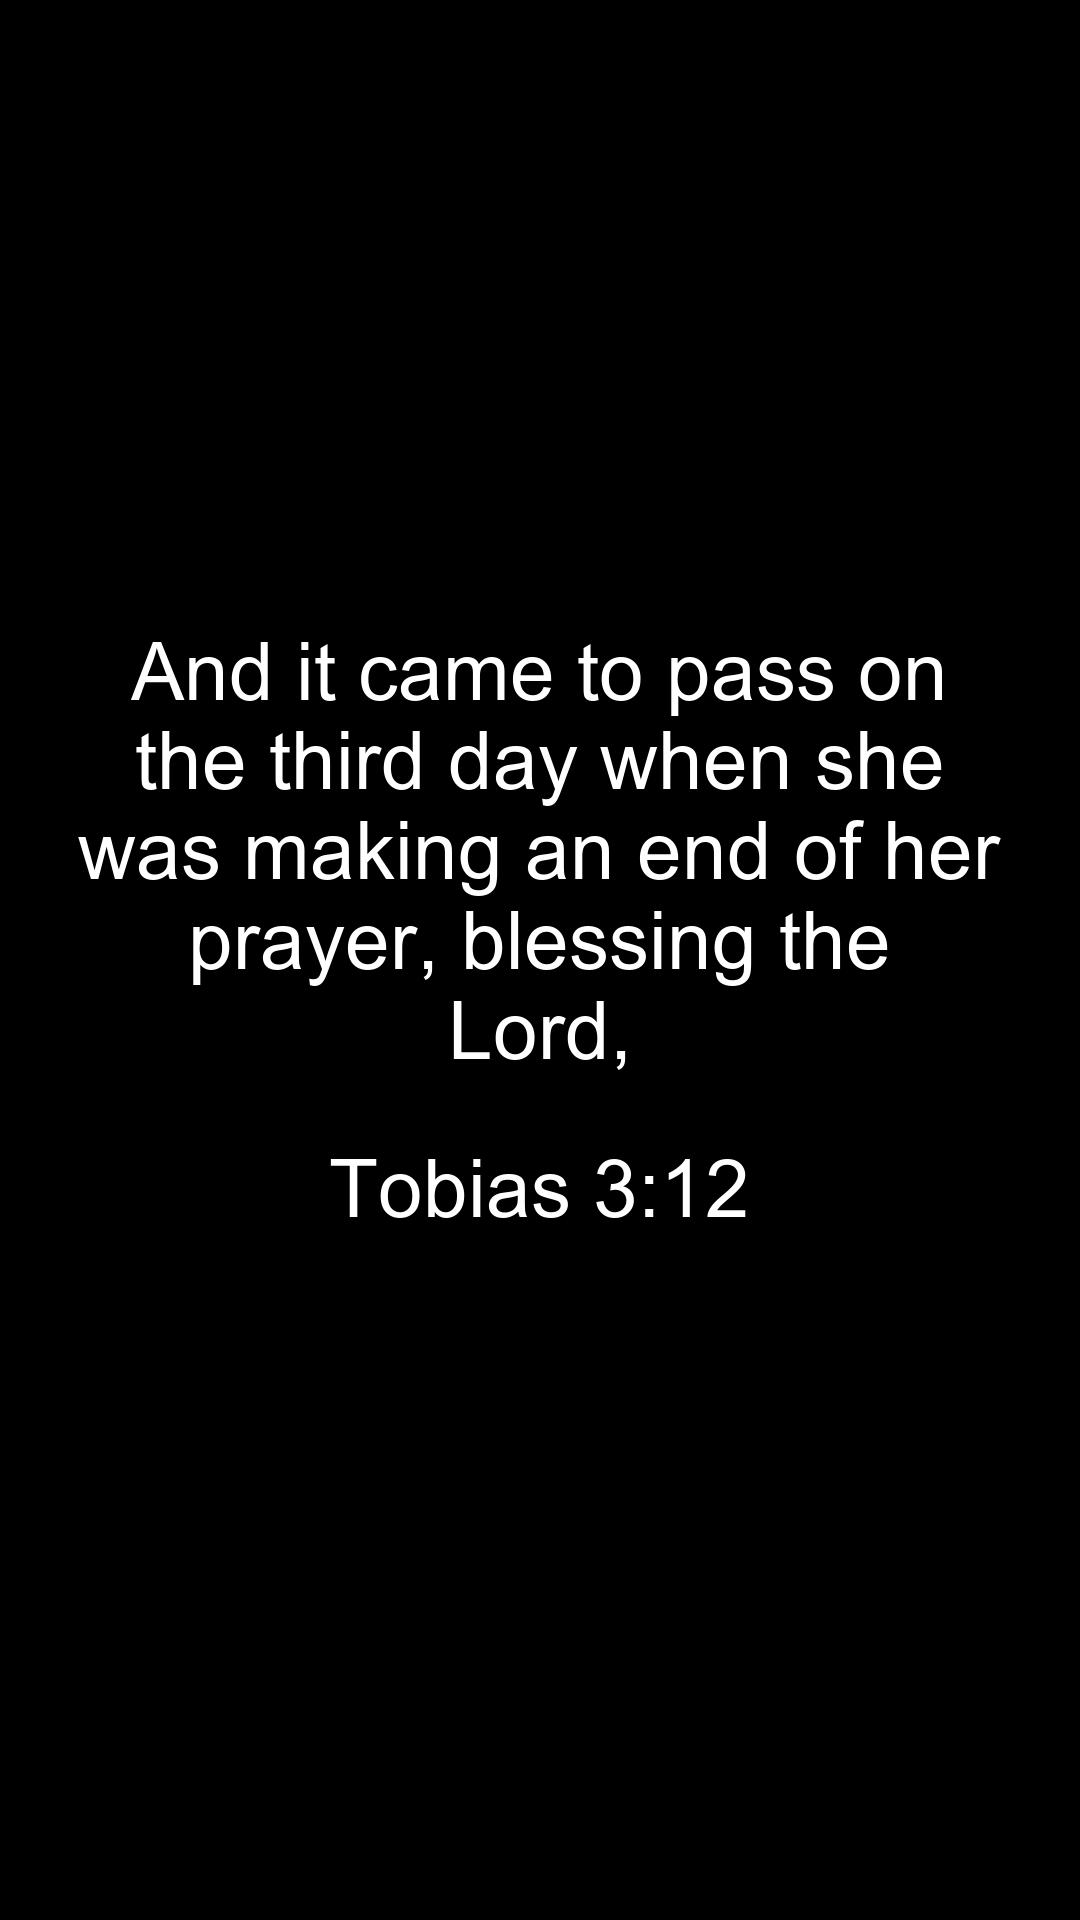 And it came to pass on
the third day when she
was making an end of her
prayer, blessing the
Lord,
Tobias 3:12